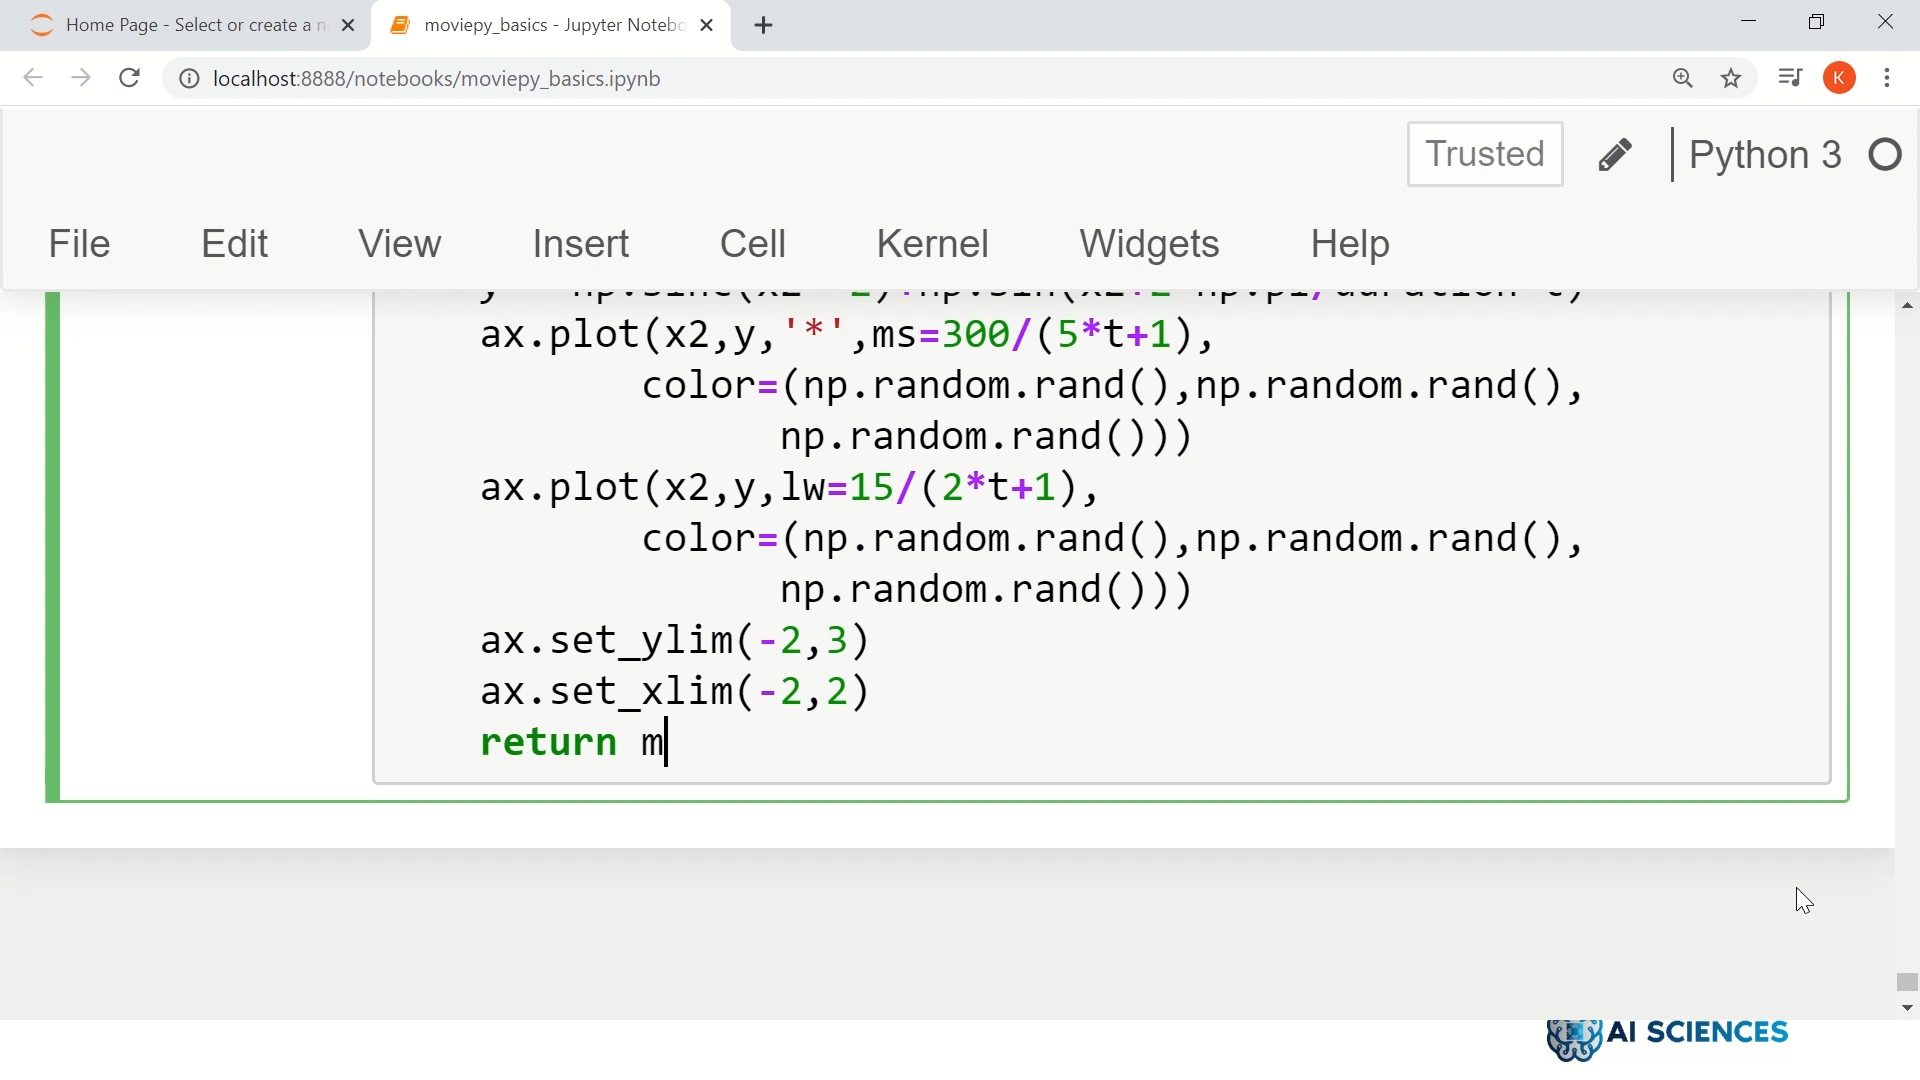 Home Page - Select or create a n
moviepy_basics - Jupyter Notebo
localhost:8888/notebooks/moviepy_basics.ipynb
K
Trusted
Python 3
File Edit View Insert Cell Kernel Widgets Help
ax.plot(x2,y,'*',ms=300/(5*t+1),
color=(np.random.rand(),np.random.rand(),
np.random.rand()))
ax.plot(x2,y,lw=15/(2*t+1),
color=(np.random.rand(),np.random.rand(),
np.random.rand()))
ax.set_ylim(-2,3)
ax.set_xlim(-2,2)
return m
AI SCIENCES